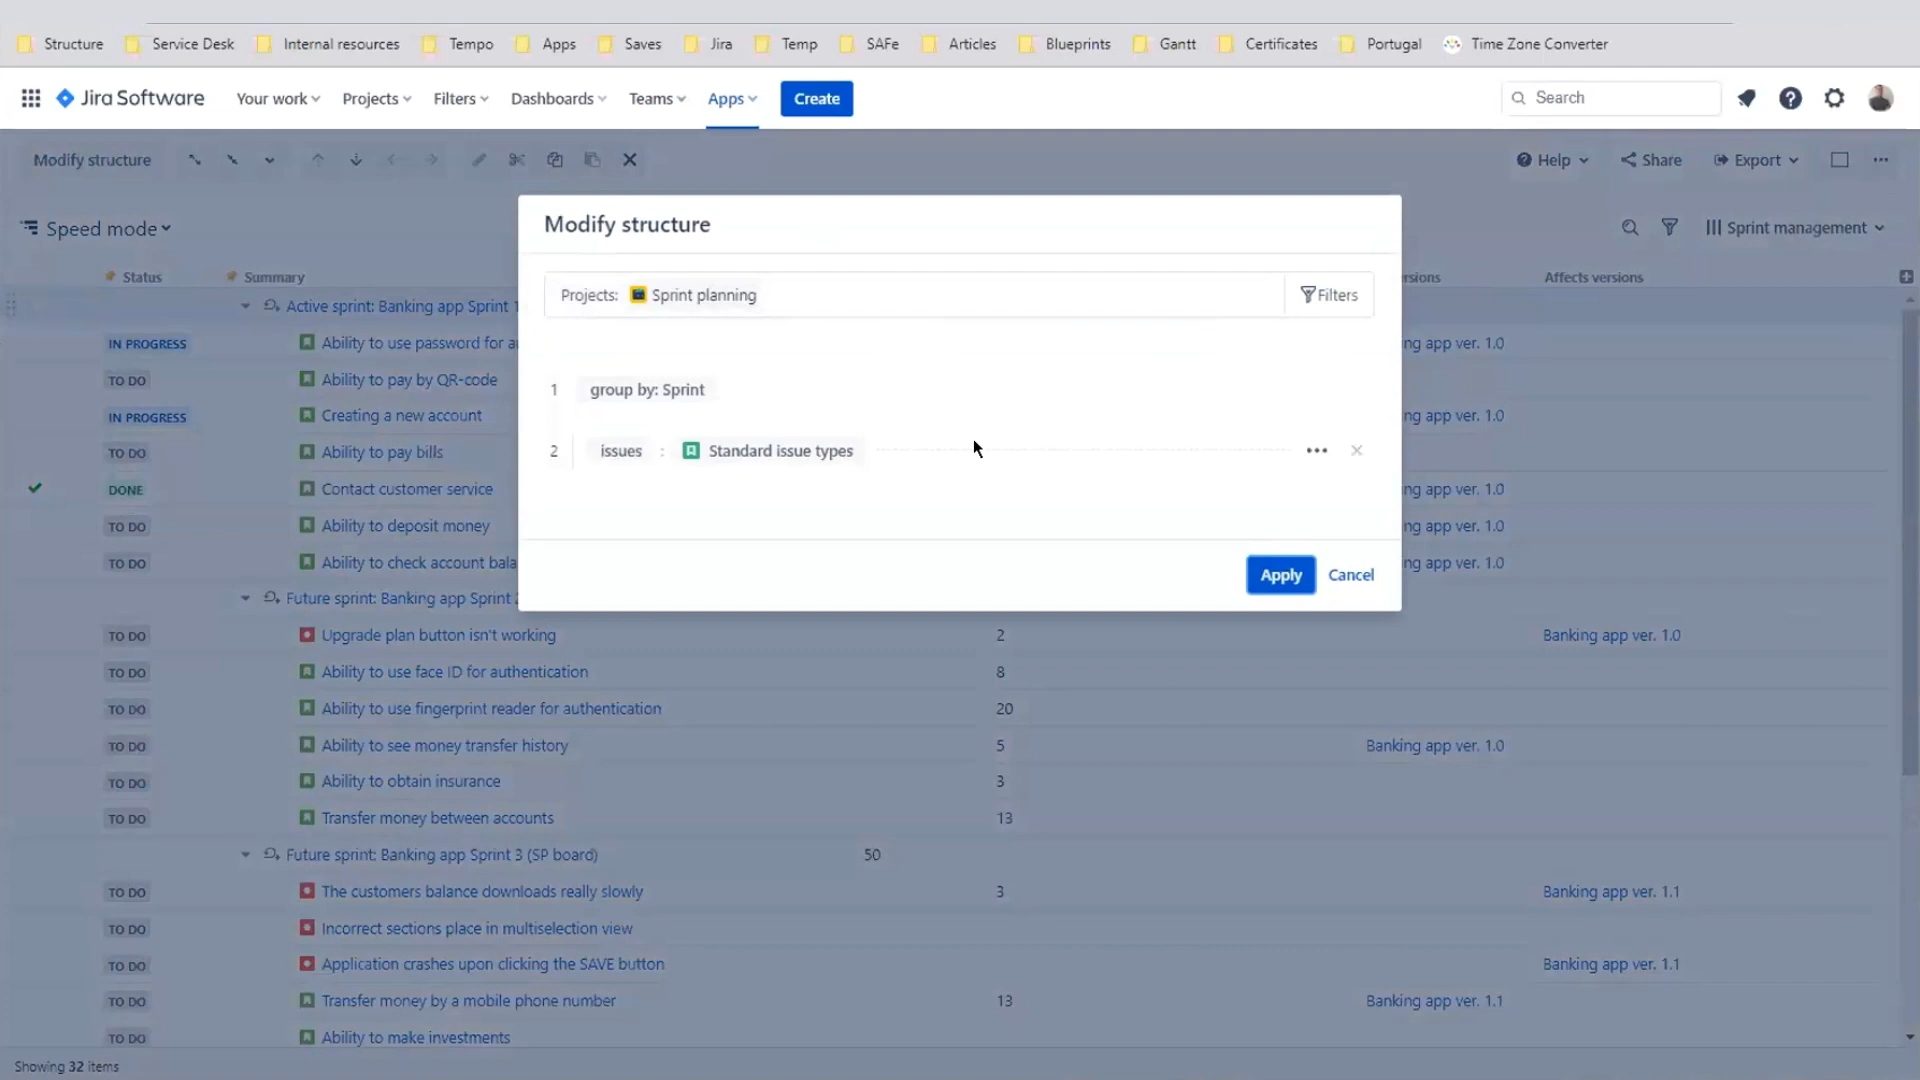 Structure Service Desk Internal resources Tempo Apps Saves Jira Temp SAFe Articles Blueprints Gantt Certificates Portugal Time Zone Converter
Jira Software Your work Projects Filters Dashboards Teams Apps Create Search
Modify structure Help Share Export
Speed mode Sprint management
Modify structure
Projects: Sprint planning Filters
1 group by: Sprint
2 issues : Standard issue types
Apply Cancel
Status Summary Affects versions
Active sprint: Banking app Sprint
IN PROGRESS Ability to use password for ng app ver. 1.0
TO DO Ability to pay by QR-code
IN PROGRESS Creating a new account ng app ver. 1.0
TO DO Ability to pay bills
DONE Contact customer service ng app ver. 1.0
TO DO Ability to deposit money ng app ver. 1.0
TO DO Ability to check account bala ng app ver. 1.0
Future sprint: Banking app Sprint
TO DO Upgrade plan button isn't working 2 Banking app ver. 1.0
TO DO Ability to use face ID for authentication 8
TO DO Ability to use fingerprint reader for authentication 20
TO DO Ability to see money transfer history 5 Banking app ver. 1.0
TO DO Ability to obtain insurance 3
TO DO Transfer money between accounts 13
Future sprint: Banking app Sprint 3 (SP board) 50
TO DO The customers balance downloads really slowly 3 Banking app ver. 1.1
TO DO Incorrect sections place in multiselection view
TO DO Application crashes upon clicking the SAVE button Banking app ver. 1.1
TO DO Transfer money by a mobile phone number 13 Banking app ver. 1.1
TO DO Ability to make investments
Showing 32 items